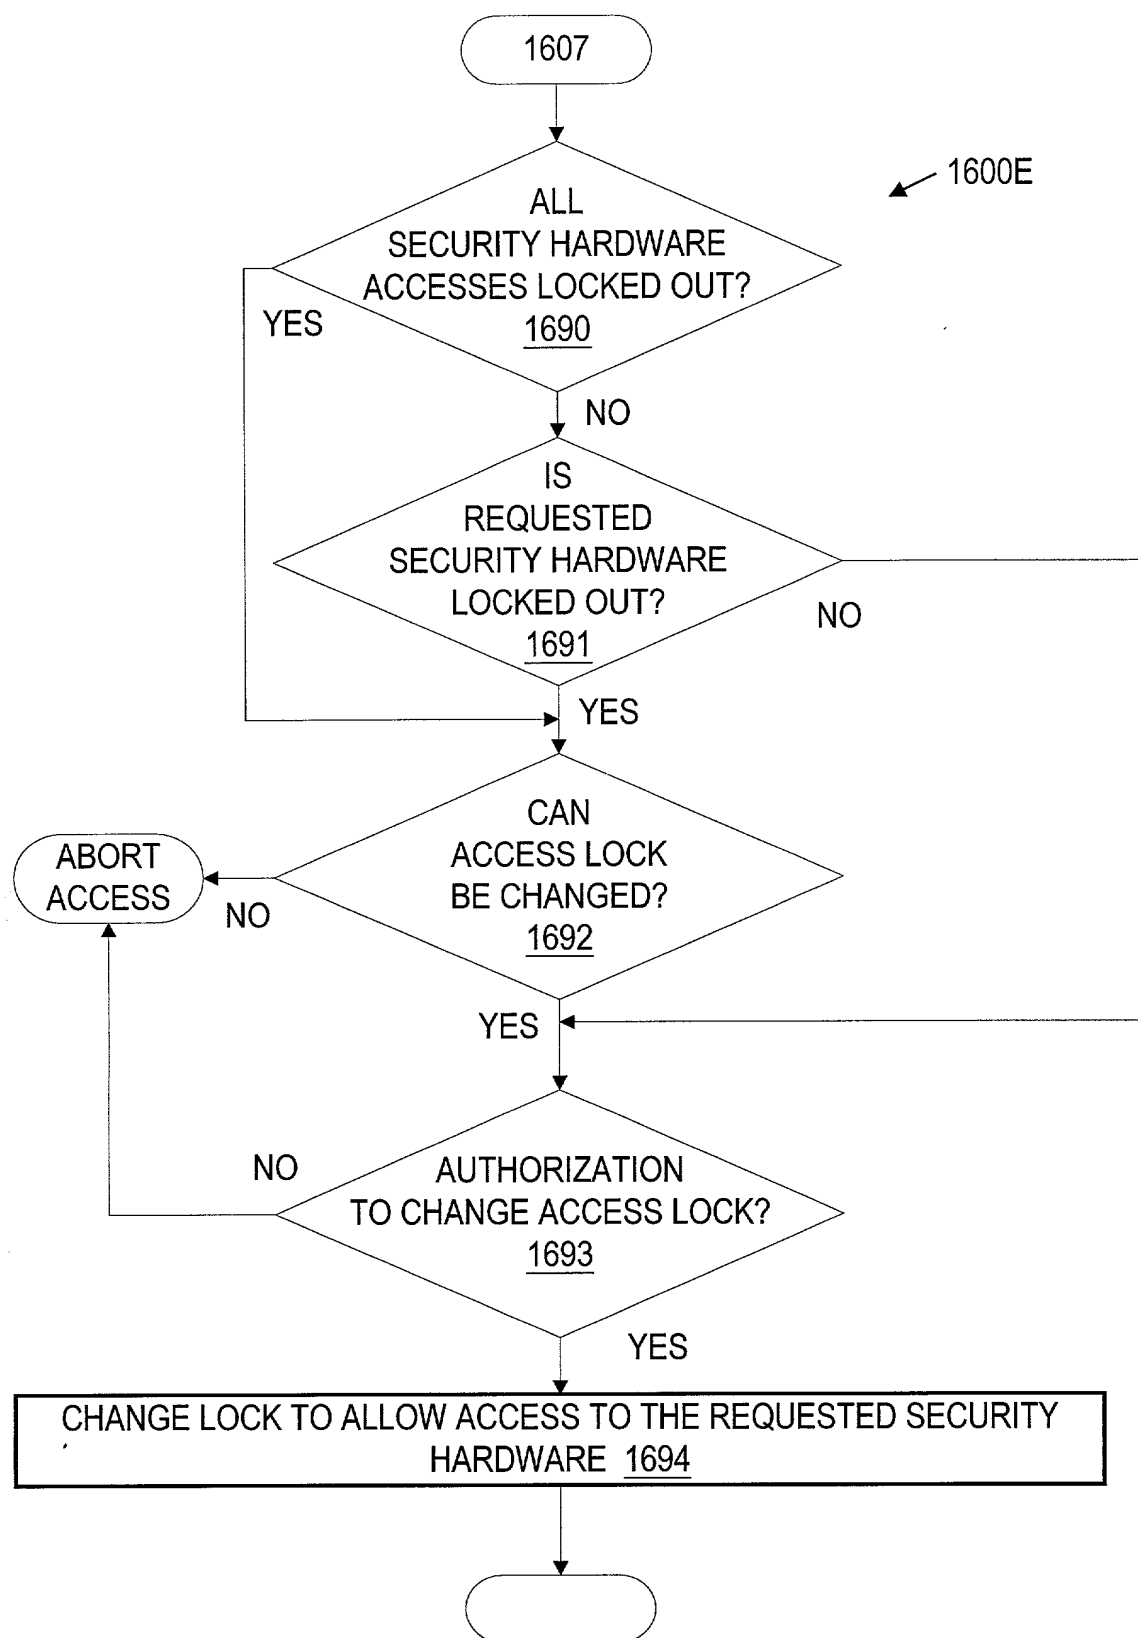 1607
1600E
ALL
SECURITY HARDWARE
ACCESSES LOCKED OUT?
1690
YES
NO
IS
REQUESTED
SECURITY HARDWARE
LOCKED OUT?
1691
NO
YES
CAN
ACCESS LOCK
BE CHANGED?
1692
ABORT
ACCESS
NO
YES
NO
AUTHORIZATION
TO CHANGE ACCESS LOCK?
1693
YES
CHANGE LOCK TO ALLOW ACCESS TO THE REQUESTED SECURITY
HARDWARE 1694